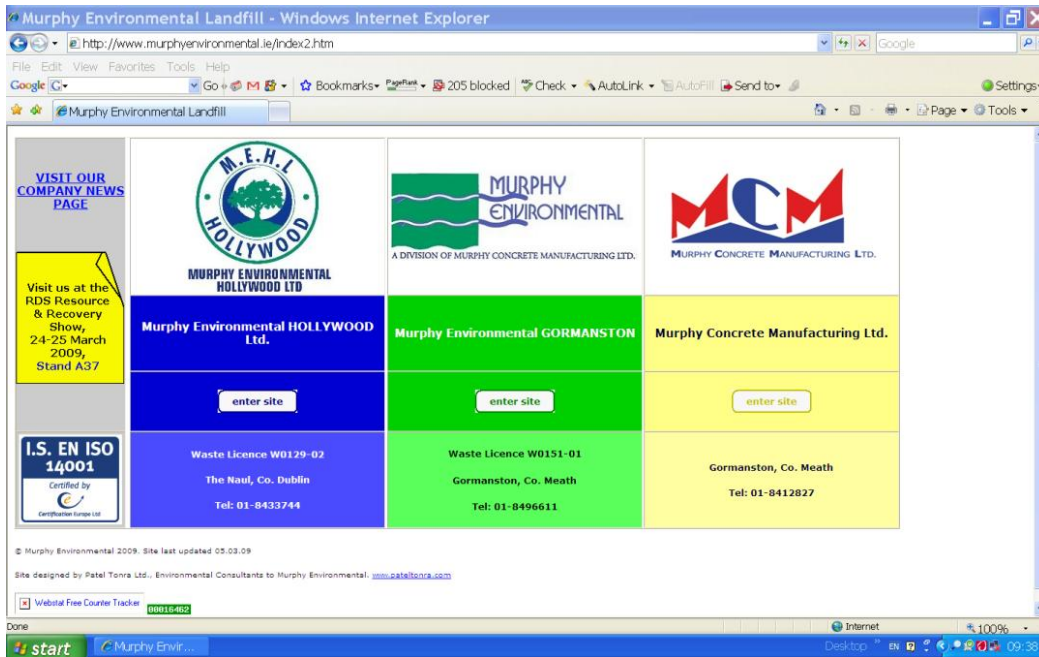 Murphy Environmental Landfill - Windows Internet Explorer
http://www.murphyenvironmental.ie/index2.htm
Google
File Edit View Favorites Tools Help
Google G Go Bookmarks PageRank 205 blocked Check AutoLink AutoFill Send to Settings
Murphy Environmental Landfill
Page Tools
VISIT OUR
COMPANY NEWS
PAGE
Visit us at the
RDS Resource
& Recovery
Show,
24-25 March
2009,
Stand A37
I.S. EN ISO
14001
Certified by
Certification Europe Ltd
M.E.H.L
HOLLYWOOD
MURPHY ENVIRONMENTAL
HOLLYWOOD LTD
Murphy Environmental HOLLYWOOD
Ltd.
enter site
Waste Licence W0129-02
The Naul, Co. Dublin
Tel: 01-8433744
MURPHY
ENVIRONMENTAL
A DIVISION OF MURPHY CONCRETE MANUFACTURING LTD.
Murphy Environmental GORMANSTON
enter site
Waste Licence W0151-01
Gormanston, Co. Meath
Tel: 01-8496611
MCM
MURPHY CONCRETE MANUFACTURING LTD.
Murphy Concrete Manufacturing Ltd.
enter site
Gormanston, Co. Meath
Tel: 01-8412827
© Murphy Environmental 2009. Site last updated 05.03.09
Site designed by Patel Tonra Ltd., Environmental Consultants to Murphy Environmental. www.pateltonra.com
Webstat Free Counter Tracker 00016462
Done Internet 100%
start Murphy Envir... Desktop EN 09:38